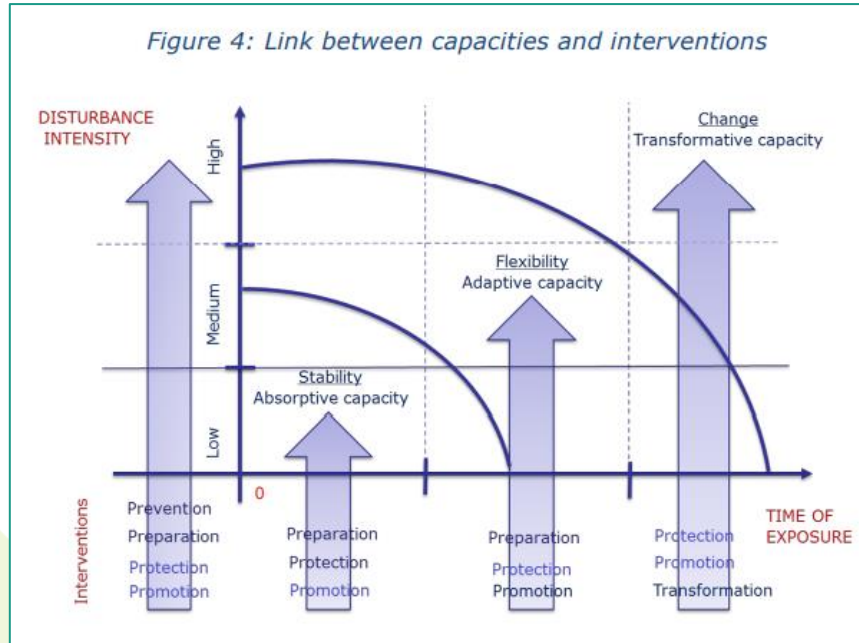 Figure 4: Link between capacities and interventions
DISTURBANCE
INTENSITY
High
Medium
Low
Change
Transformative capacity
Flexibility
Adaptive capacity
Stability
Absorptive capacity
0
TIME OF
EXPOSURE
Interventions
Prevention
Preparation
Protection
Promotion
Preparation
Protection
Promotion
Preparation
Protection
Promotion
Protection
Promotion
Transformation